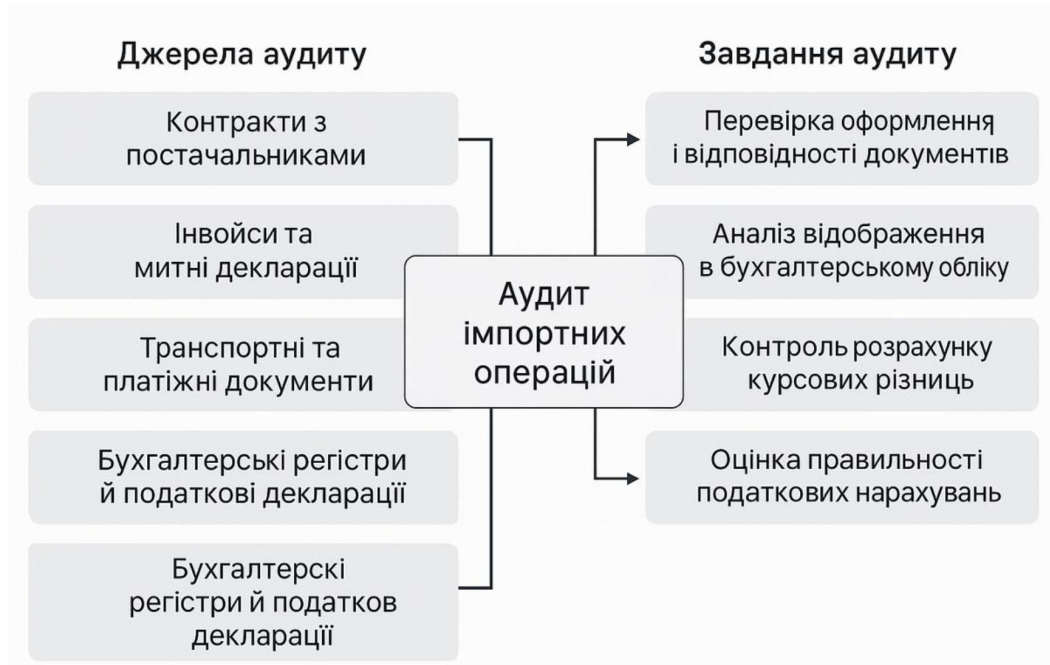 Джерела аудиту
Контракти з
постачальниками
Інвойси та
митні декларації
Транспортні та
платіжні документи
Бухгалтерські регістри
й податкові декларації
Бухгалтерскі
регістри й податков
декларації
Аудит
імпортних
операцій
Завдання аудиту
Перевірка оформлення
і відповідності документів
Аналіз відображення
в бухгалтерському обліку
Контроль розрахунку
курсових різниць
Оцінка правильності
податкових нарахувань